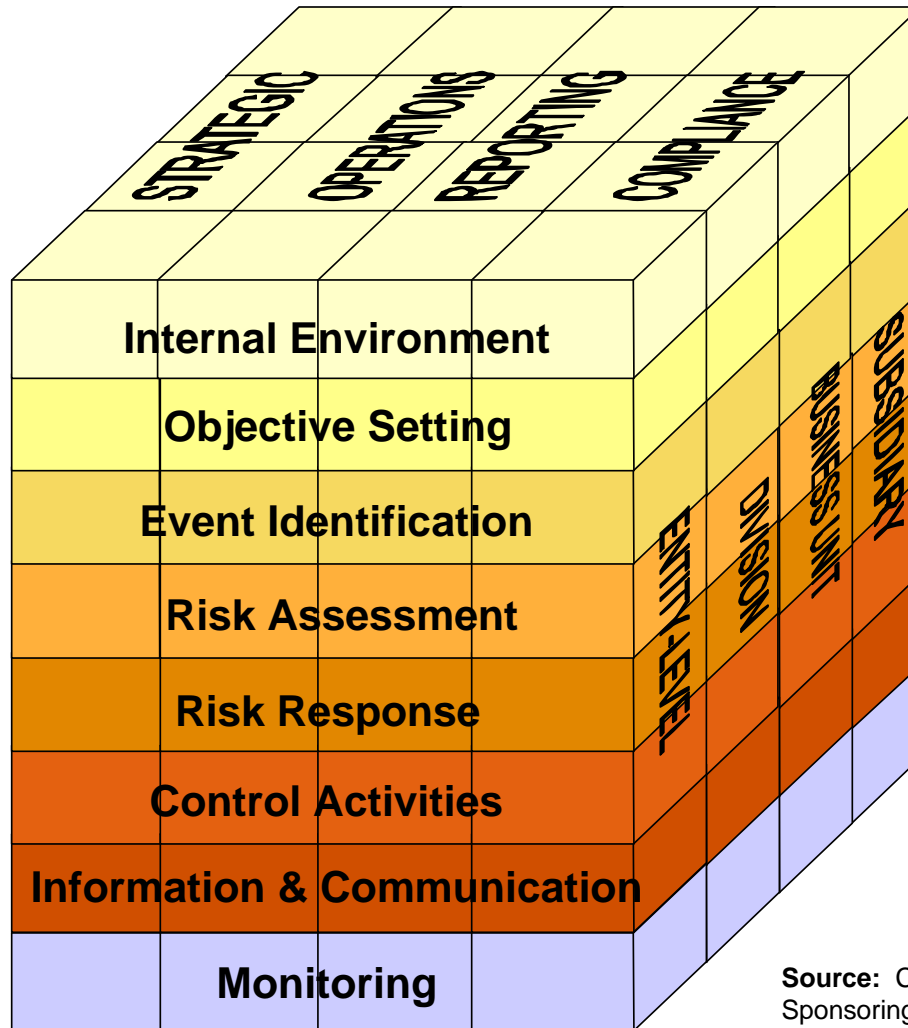 STRATEGIC
OPERATIONS
REPORTING
COMPLIANCE
Internal Environment
Objective Setting
Event Identification
Risk Assessment
Risk Response
Control Activities
Information & Communication
Monitoring
ENTITY-LEVEL
DIVISION
BUSINESS UNIT
SUBSIDIARY
Source: C
Sponsoring